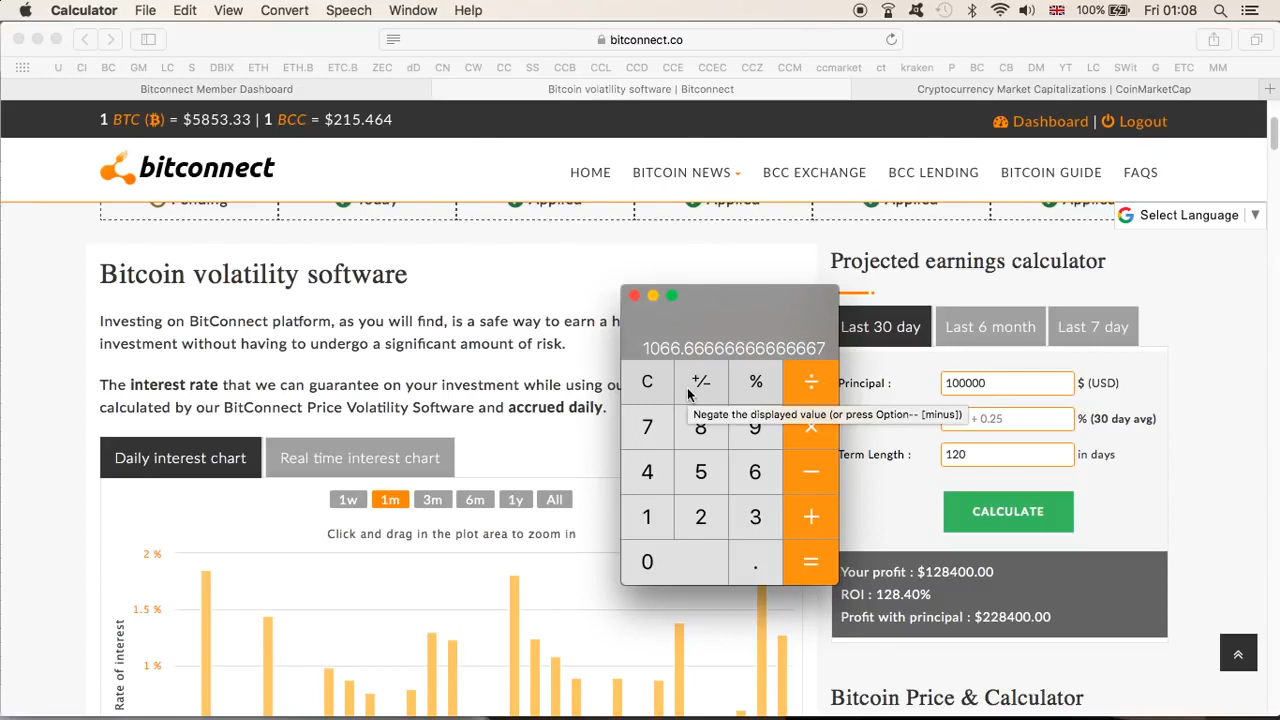 Calculator File Edit View Convert Speech Window Help 100% Fri 01:08
bitconnect.co
U CI BC GM LC S DBIX ETH ETH.B ETC.B ZEC dD CN CW CC SS CCB CCL CCD CCE CCEC CCZ CCM ccmarket ct kraken P BC CB DM YT LC SWit G ETC MM
Bitconnect Member Dashboard Bitcoin volatility software | Bitconnect Cryptocurrency Market Capitalizations | CoinMarketCap
1 BTC (₿) = $5853.33 | 1 BCC = $215.464 Dashboard | Logout
bitconnect HOME BITCOIN NEWS BCC EXCHANGE BCC LENDING BITCOIN GUIDE FAQS
Pending Today Applied Applied Applied Applied
G Select Language ▼
Bitcoin volatility software
Investing on BitConnect platform, as you will find, is a safe way to earn a h
investment without having to undergo a significant amount of risk.
The interest rate that we can guarantee on your investment while using ou
calculated by our BitConnect Price Volatility Software and accrued daily.
Daily interest chart Real time interest chart
1w 1m 3m 6m 1y All
Click and drag in the plot area to zoom in
2 %
1.5 %
1 %
Rate of interest
1066.66666666666667
C +/− % ÷
Negate the displayed value (or press Option-- [minus])
7 8 9 ×
4 5 6 −
1 2 3 +
0 . =
Projected earnings calculator
Last 30 day Last 6 month Last 7 day
Principal : 100000 $ (USD)
+ 0.25 % (30 day avg)
Term Length : 120 in days
CALCULATE
Your profit : $128400.00
ROI : 128.40%
Profit with principal : $228400.00
Bitcoin Price & Calculator